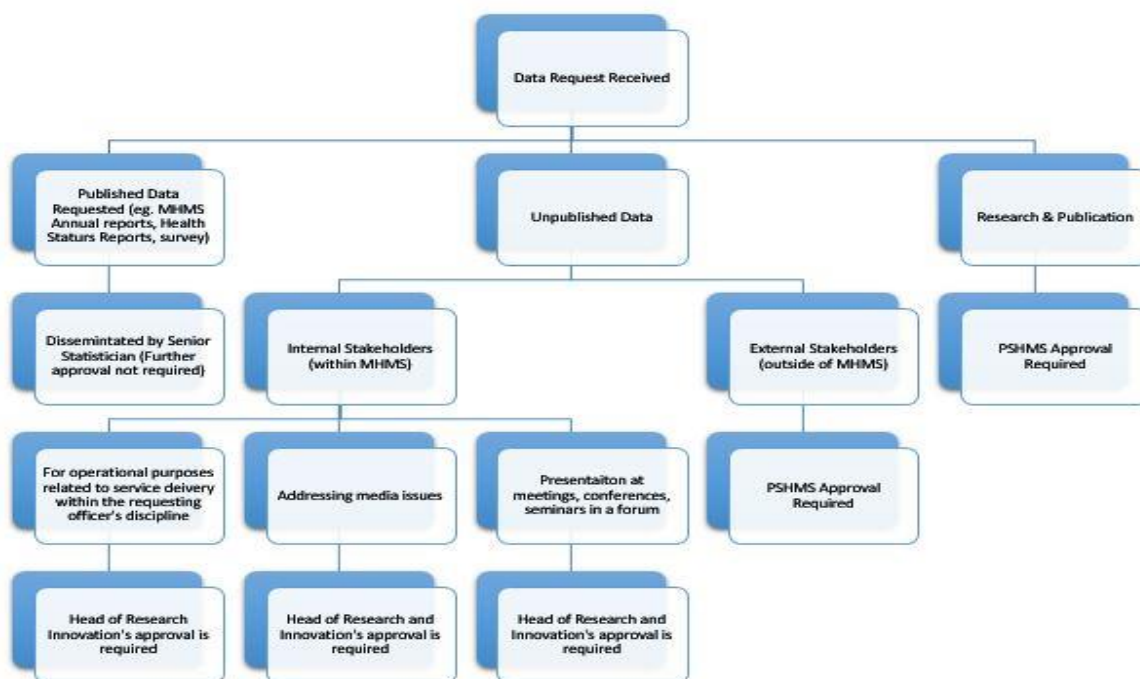 Data Request Received
Published Data
Requested (eg. MHMS
Annual reports, Health
Staturs Reports, survey)
Unpublished Data
Research & Publication
Dissemintated by Senior
Statistician (Further
approval not required)
Internal Stakeholders
(within MHMS)
External Stakeholders
(outside of MHMS)
PSHMS Approval
Required
For operational purposes
related to service deivery
within the requesting
officer's discipline
Addressing media issues
Presentaiton at
meetings, conferences,
seminars in a forum
PSHMS Approval
Required
Head of Research
Innovation's approval is
required
Head of Research and
Innovation's approval is
required
Head of Research and
Innovation's approval is
required